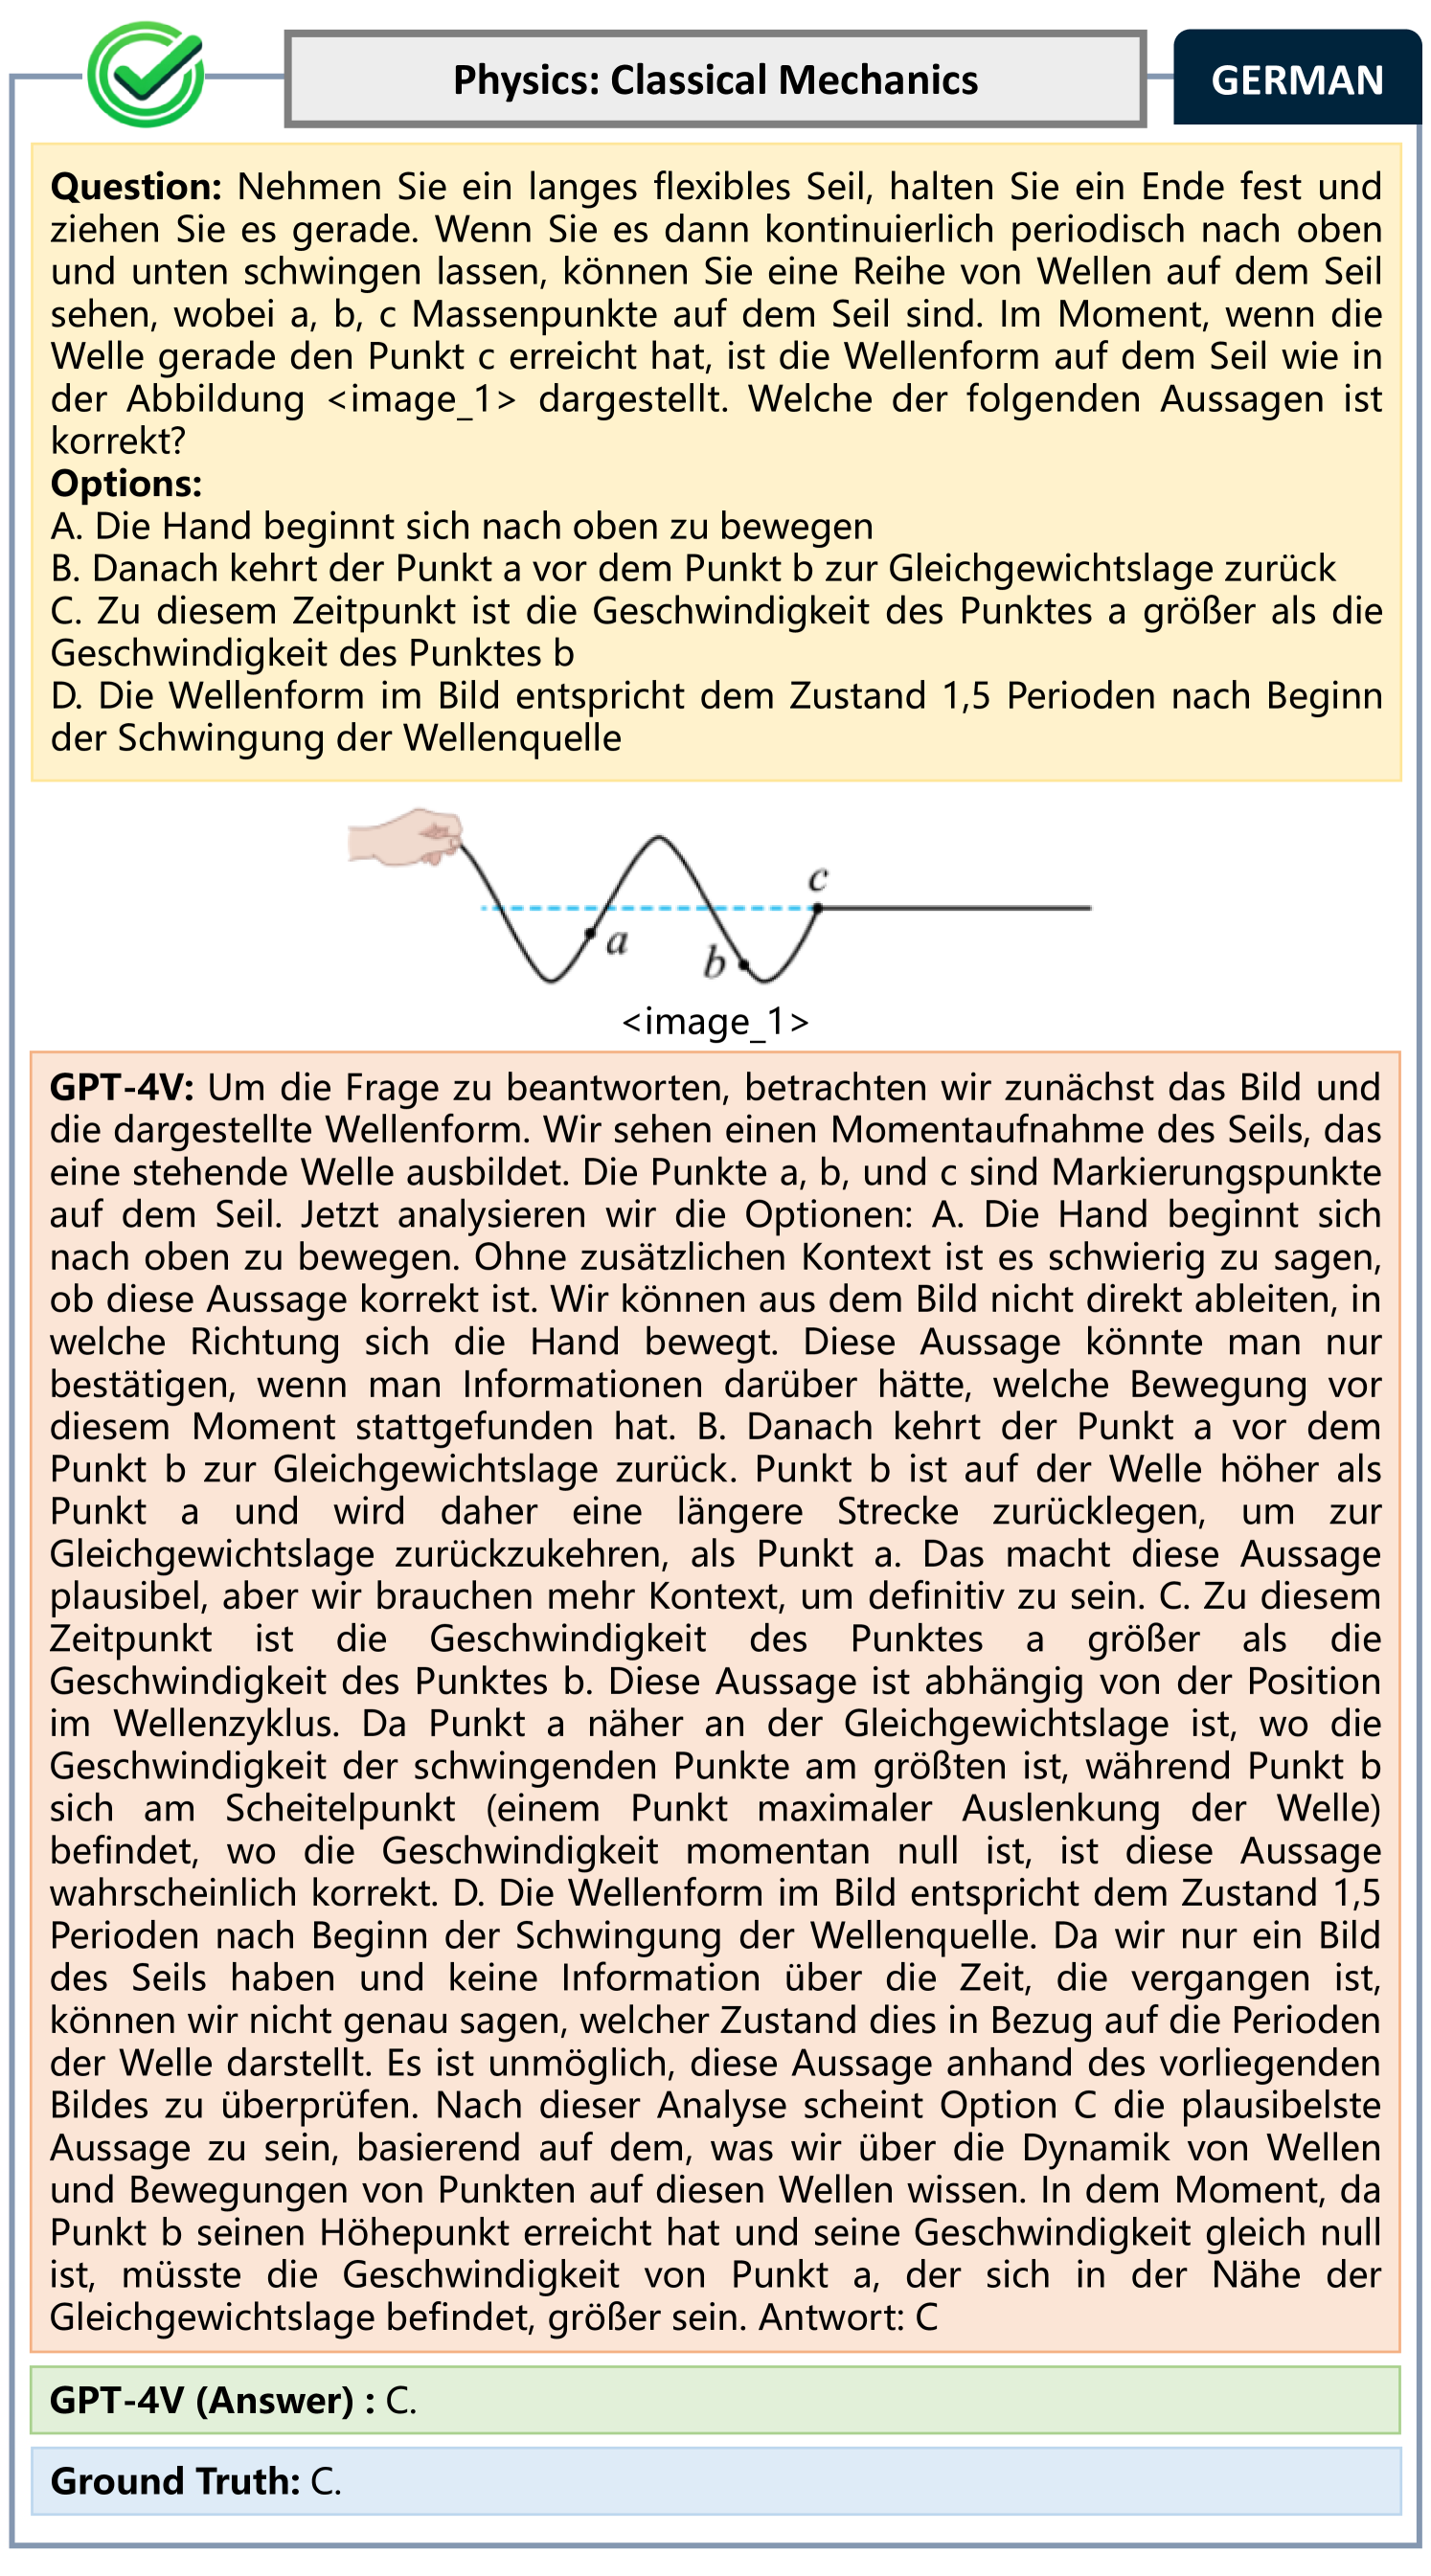 Physics: Classical Mechanics
GERMAN
Question: Nehmen Sie ein langes flexibles Seil, halten Sie ein Ende fest und
ziehen Sie es gerade. Wenn Sie es dann kontinuierlich periodisch nach oben
und unten schwingen lassen, können Sie eine Reihe von Wellen auf dem Seil
sehen, wobei a, b, c Massenpunkte auf dem Seil sind. Im Moment, wenn die
Welle gerade den Punkt c erreicht hat, ist die Wellenform auf dem Seil wie in
der Abbildung <image_1> dargestellt. Welche der folgenden Aussagen ist
korrekt?
Options:
A. Die Hand beginnt sich nach oben zu bewegen
B. Danach kehrt der Punkt a vor dem Punkt b zur Gleichgewichtslage zurück
C. Zu diesem Zeitpunkt ist die Geschwindigkeit des Punktes a größer als die
Geschwindigkeit des Punktes b
D. Die Wellenform im Bild entspricht dem Zustand 1,5 Perioden nach Beginn
der Schwingung der Wellenquelle
c
a
b
<image_1>
GPT-4V: Um die Frage zu beantworten, betrachten wir zunächst das Bild und
die dargestellte Wellenform. Wir sehen einen Momentaufnahme des Seils, das
eine stehende Welle ausbildet. Die Punkte a, b, und c sind Markierungspunkte
auf dem Seil. Jetzt analysieren wir die Optionen: A. Die Hand beginnt sich
nach oben zu bewegen. Ohne zusätzlichen Kontext ist es schwierig zu sagen,
ob diese Aussage korrekt ist. Wir können aus dem Bild nicht direkt ableiten, in
welche Richtung sich die Hand bewegt. Diese Aussage könnte man nur
bestätigen, wenn man Informationen darüber hätte, welche Bewegung vor
diesem Moment stattgefunden hat. B. Danach kehrt der Punkt a vor dem
Punkt b zur Gleichgewichtslage zurück. Punkt b ist auf der Welle höher als
Punkt a und wird daher eine längere Strecke zurücklegen, um zur
Gleichgewichtslage zurückzukehren, als Punkt a. Das macht diese Aussage
plausibel, aber wir brauchen mehr Kontext, um definitiv zu sein. C. Zu diesem
Zeitpunkt ist die Geschwindigkeit des Punktes a größer als die
Geschwindigkeit des Punktes b. Diese Aussage ist abhängig von der Position
im Wellenzyklus. Da Punkt a näher an der Gleichgewichtslage ist, wo die
Geschwindigkeit der schwingenden Punkte am größten ist, während Punkt b
sich am Scheitelpunkt (einem Punkt maximaler Auslenkung der Welle)
befindet, wo die Geschwindigkeit momentan null ist, ist diese Aussage
wahrscheinlich korrekt. D. Die Wellenform im Bild entspricht dem Zustand 1,5
Perioden nach Beginn der Schwingung der Wellenquelle. Da wir nur ein Bild
des Seils haben und keine Information über die Zeit, die vergangen ist,
können wir nicht genau sagen, welcher Zustand dies in Bezug auf die Perioden
der Welle darstellt. Es ist unmöglich, diese Aussage anhand des vorliegenden
Bildes zu überprüfen. Nach dieser Analyse scheint Option C die plausibelste
Aussage zu sein, basierend auf dem, was wir über die Dynamik von Wellen
und Bewegungen von Punkten auf diesen Wellen wissen. In dem Moment, da
Punkt b seinen Höhepunkt erreicht hat und seine Geschwindigkeit gleich null
ist, müsste die Geschwindigkeit von Punkt a, der sich in der Nähe der
Gleichgewichtslage befindet, größer sein. Antwort: C
GPT-4V (Answer) : C.
Ground Truth: C.